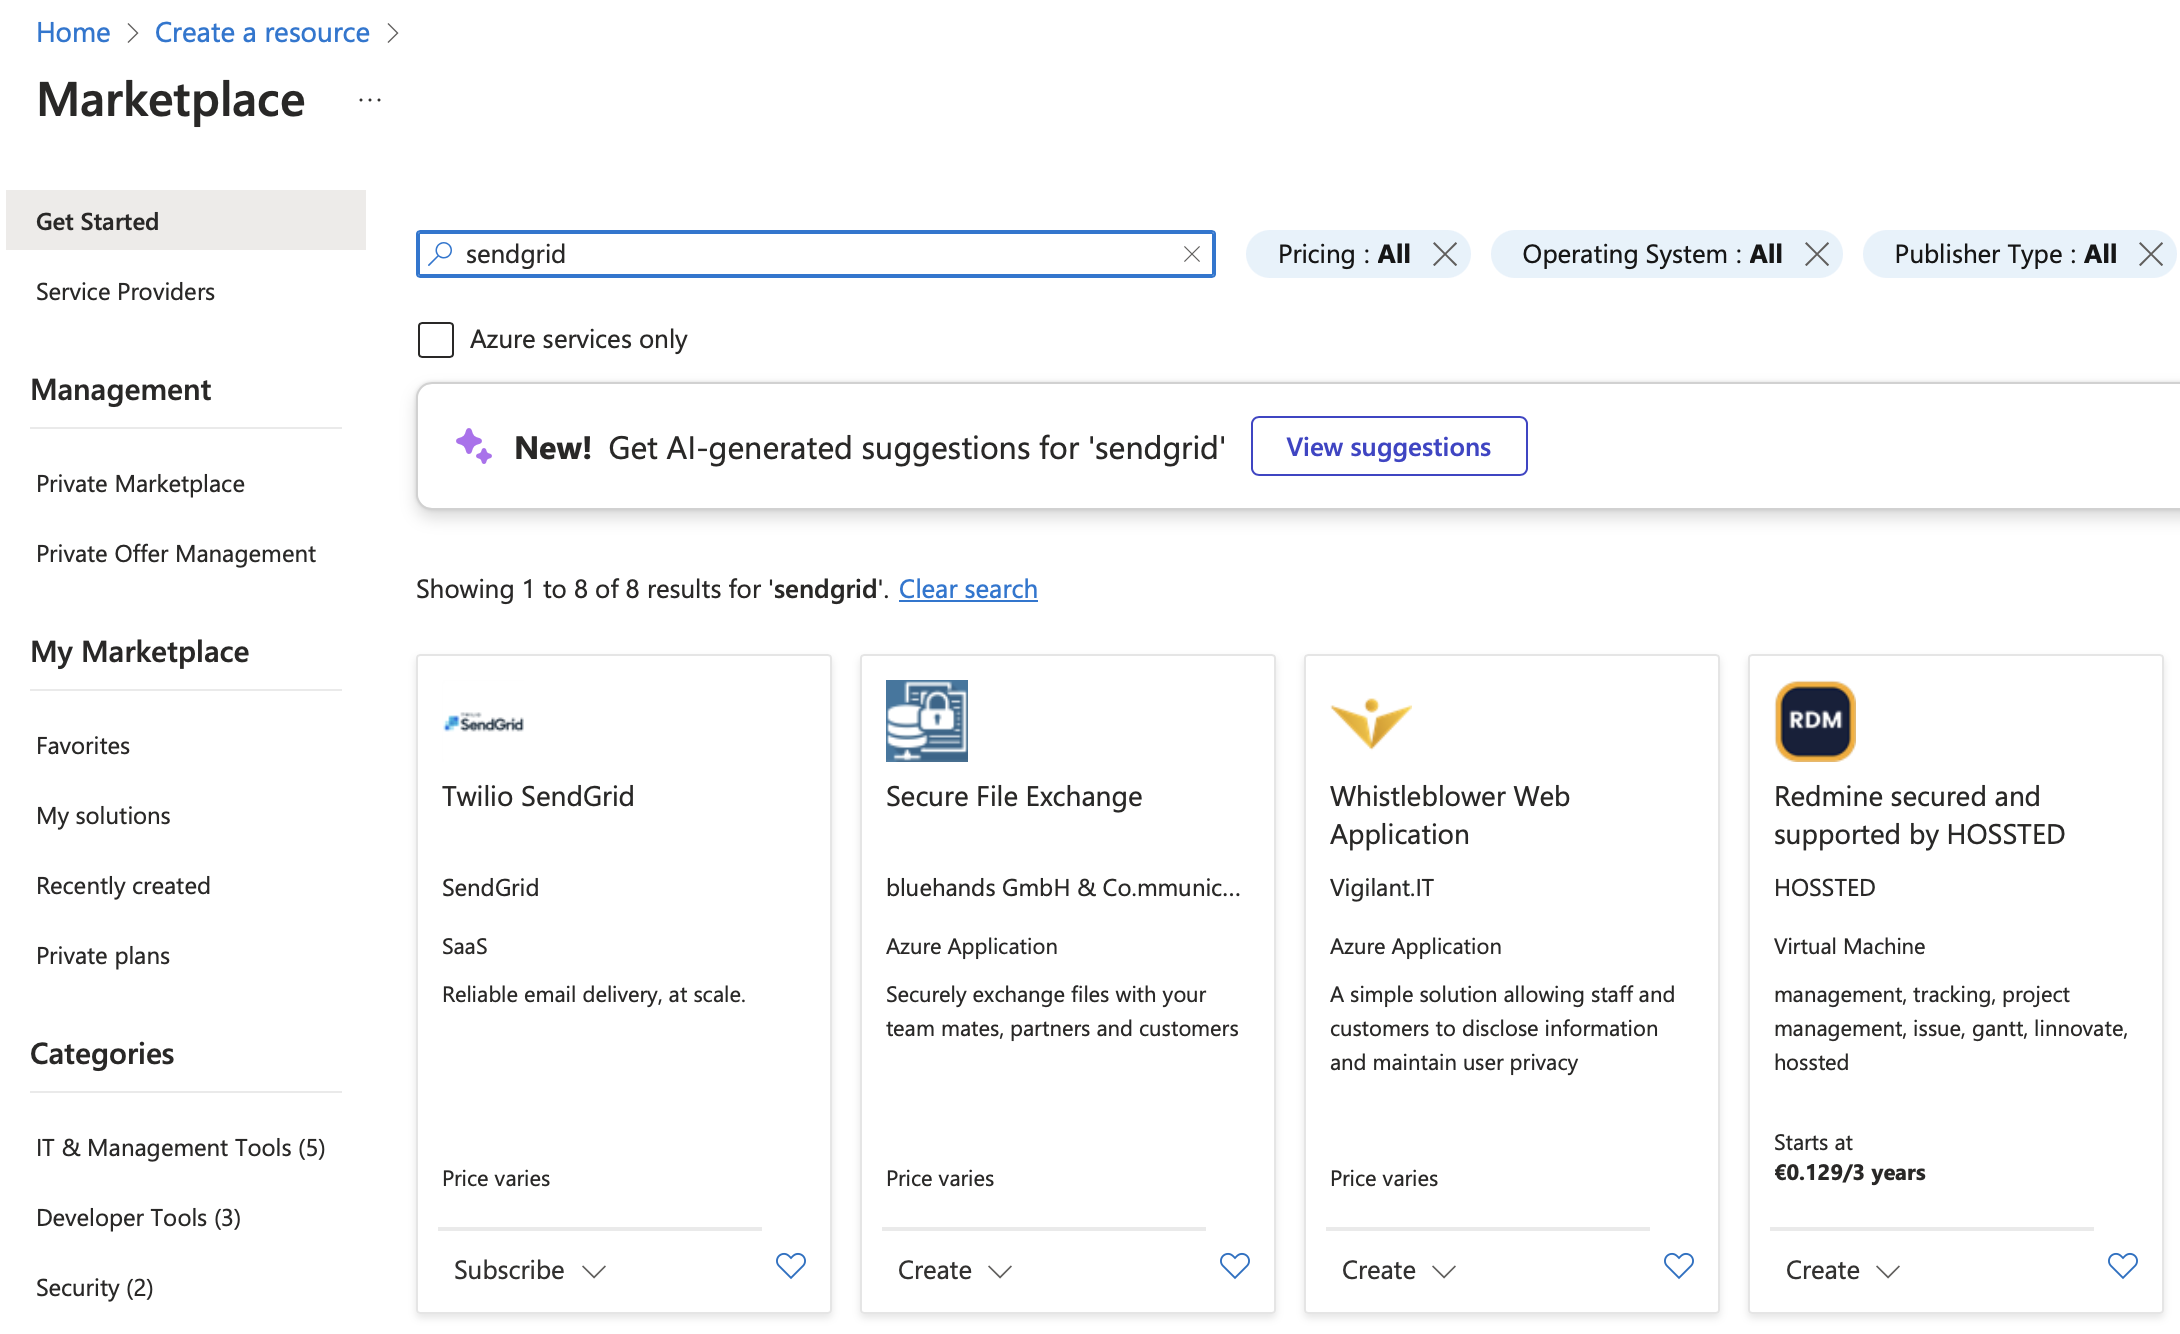 Home > Create a resource >
Marketplace ...
Get Started
Service Providers
Management
Private Marketplace
Private Offer Management
My Marketplace
Favorites
My solutions
Recently created
Private plans
Categories
IT & Management Tools (5)
Developer Tools (3)
Security (2)
sendgrid
Pricing : All
Operating System : All
Publisher Type : All
Azure services only
New! Get AI-generated suggestions for 'sendgrid'
View suggestions
Showing 1 to 8 of 8 results for 'sendgrid'. Clear search
TWILIO
SendGrid
Twilio SendGrid
SendGrid
SaaS
Reliable email delivery, at scale.
Price varies
Subscribe
Secure File Exchange
bluehands GmbH & Co.mmunic...
Azure Application
Securely exchange files with your
team mates, partners and customers
Price varies
Create
Whistleblower Web
Application
Vigilant.IT
Azure Application
A simple solution allowing staff and
customers to disclose information
and maintain user privacy
Price varies
Create
RDM
Redmine secured and
supported by HOSSTED
HOSSTED
Virtual Machine
management, tracking, project
management, issue, gantt, linnovate,
hossted
Starts at
€0.129/3 years
Create